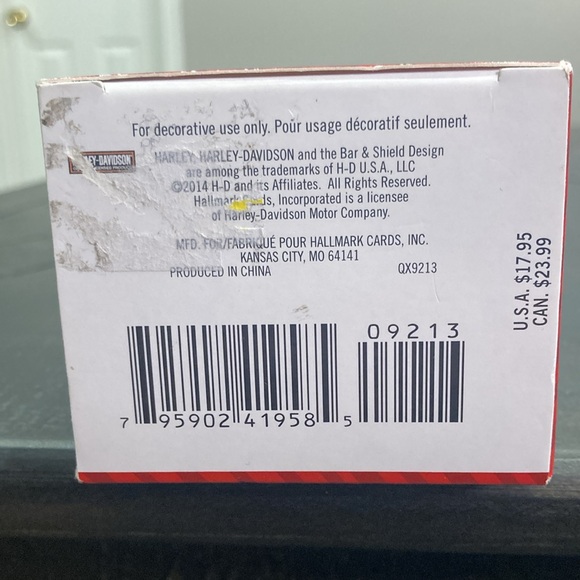 For decorative use only. Pour usage décoratif seulement.
HARLEY-DAVIDSON
HARLEY, HARLEY-DAVIDSON and the Bar & Shield Design
are among the trademarks of H-D U.S.A., LLC
©2014 H-D and its Affiliates. All Rights Reserved.
Hallmark Cards, Incorporated is a licensee
of Harley-Davidson Motor Company.
MFD. FOR/FABRIQUÉ POUR HALLMARK CARDS, INC.
KANSAS CITY, MO 64141
PRODUCED IN CHINA QX9213
U.S.A. $17.95
CAN. $23.99
09213
7 95902 41958 5